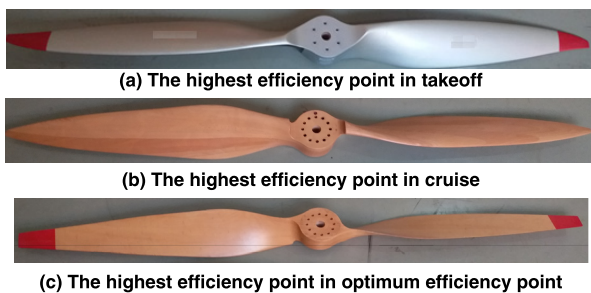 (a) The highest efficiency point in takeoff
(b) The highest efficiency point in cruise
(c) The highest efficiency point in optimum efficiency point